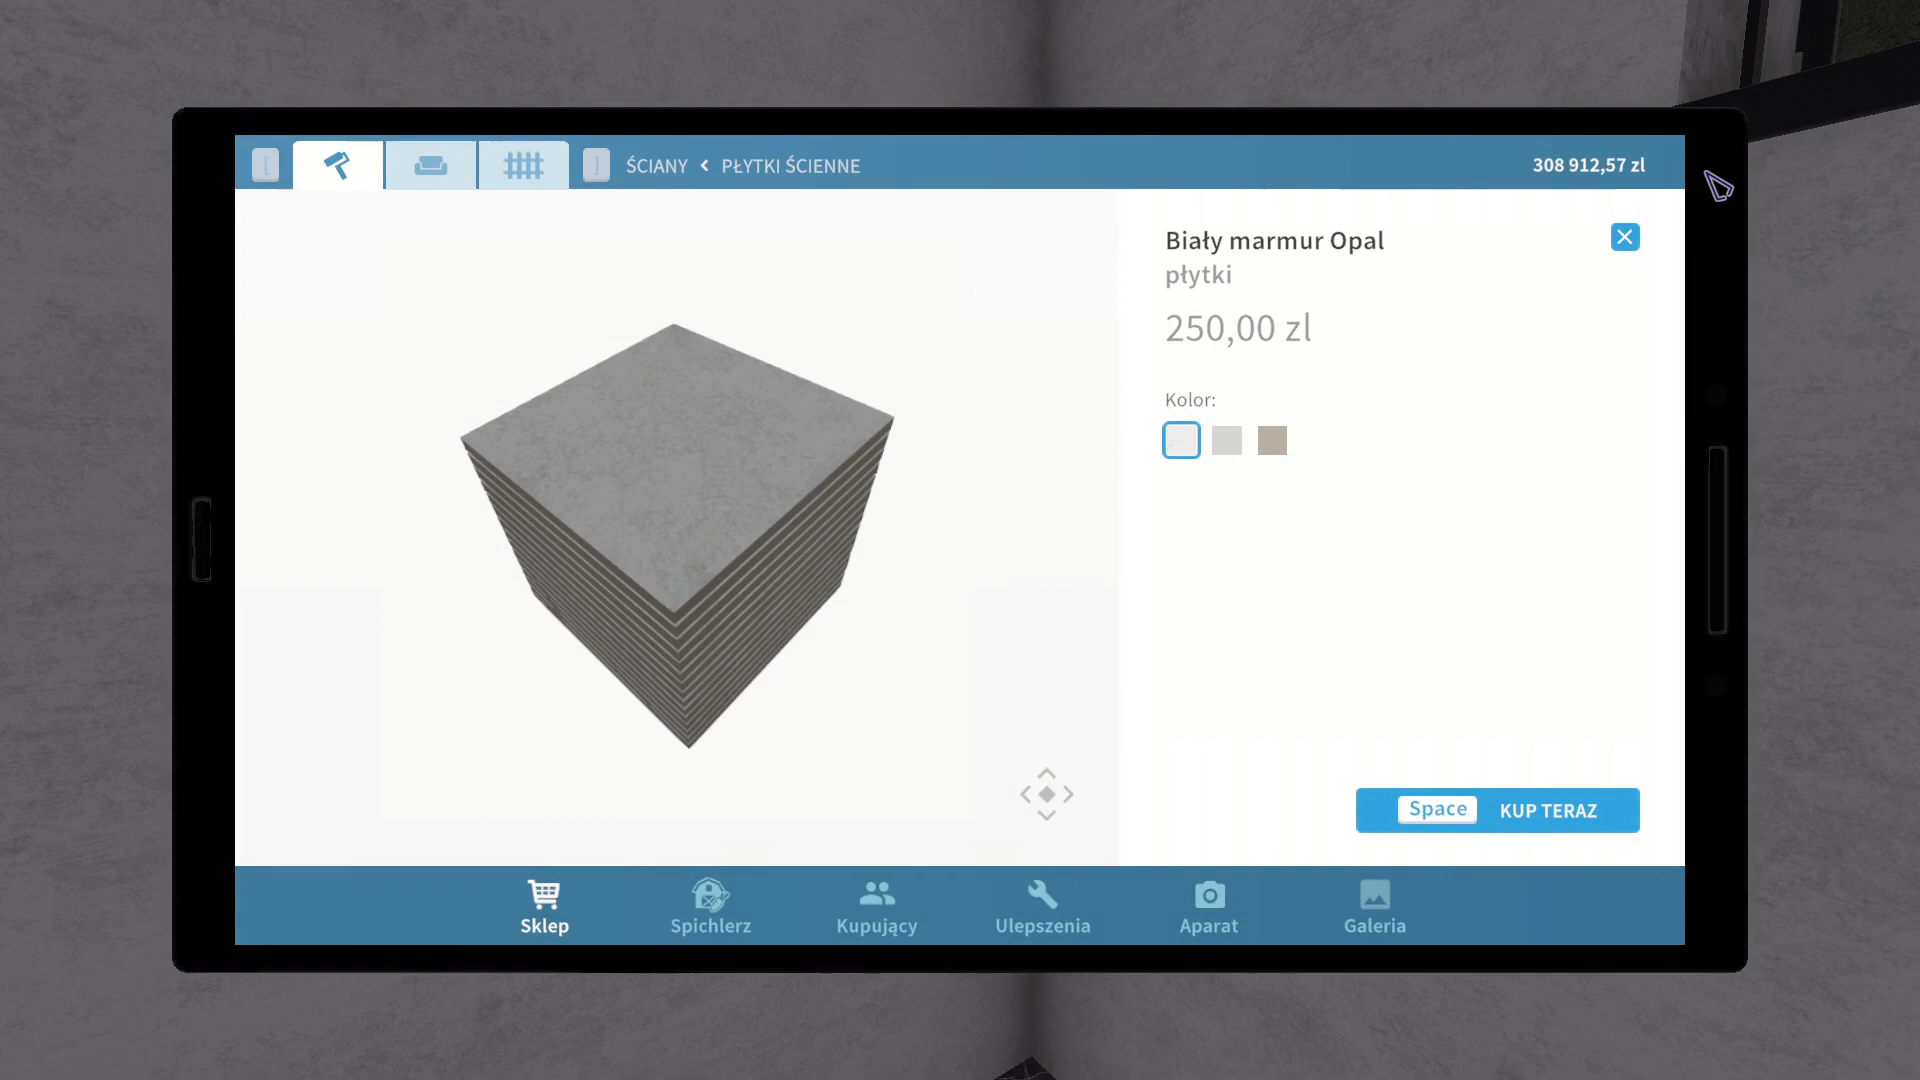 [ ] ŚCIANY < PŁYTKI ŚCIENNE 308 912,57 zl
Biały marmur Opal
płytki
250,00 zl
Kolor:
Space KUP TERAZ
Sklep Spichlerz Kupujący Ulepszenia Aparat Galeria